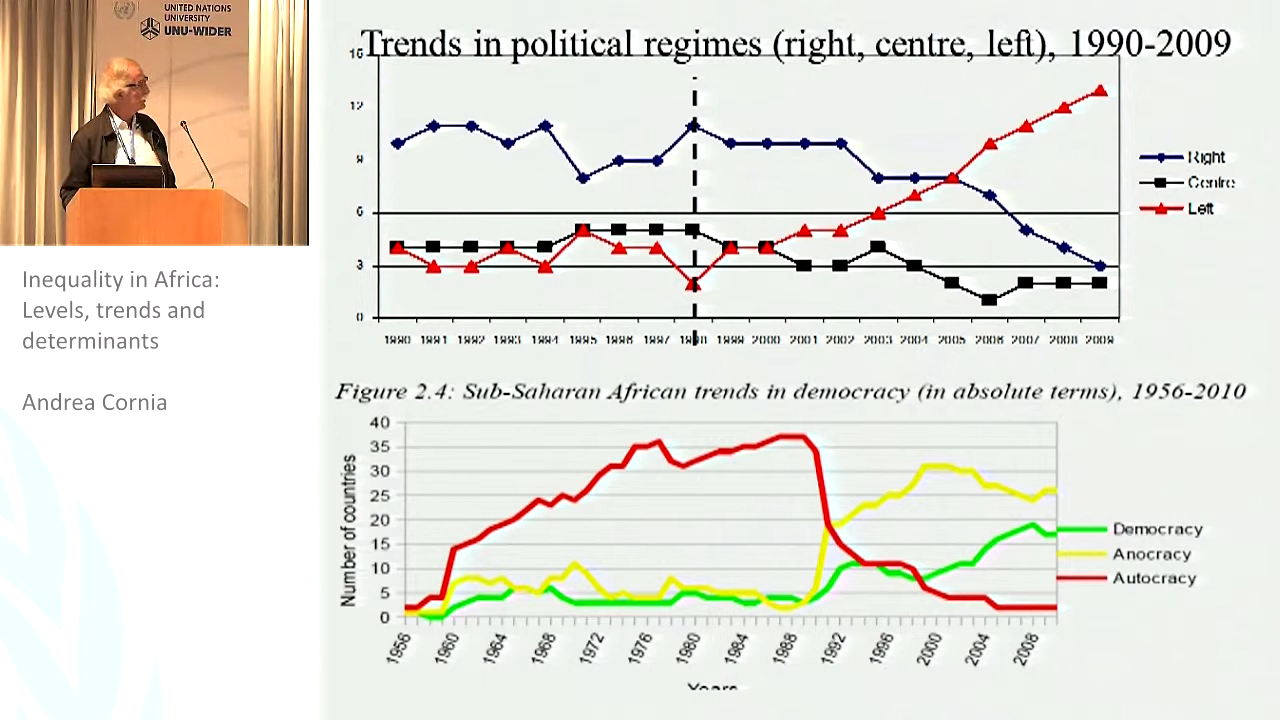 UNITED NATIONS
UNIVERSITY
UNU-WIDER
Inequality in Africa:
Levels, trends and
determinants
Andrea Cornia
Trends in political regimes (right, centre, left), 1990-2009
15
12
9
6
3
0
1990 1991 1992 1993 1994 1995 1996 1997 1998 1999 2000 2001 2002 2003 2004 2005 2006 2007 2008 2009
Right
Centre
Left
Figure 2.4: Sub-Saharan African trends in democracy (in absolute terms), 1956-2010
Number of countries
40
35
30
25
20
15
10
5
0
1956 1960 1964 1968 1972 1976 1980 1984 1988 1992 1996 2000 2004 2008
Years
Democracy
Anocracy
Autocracy